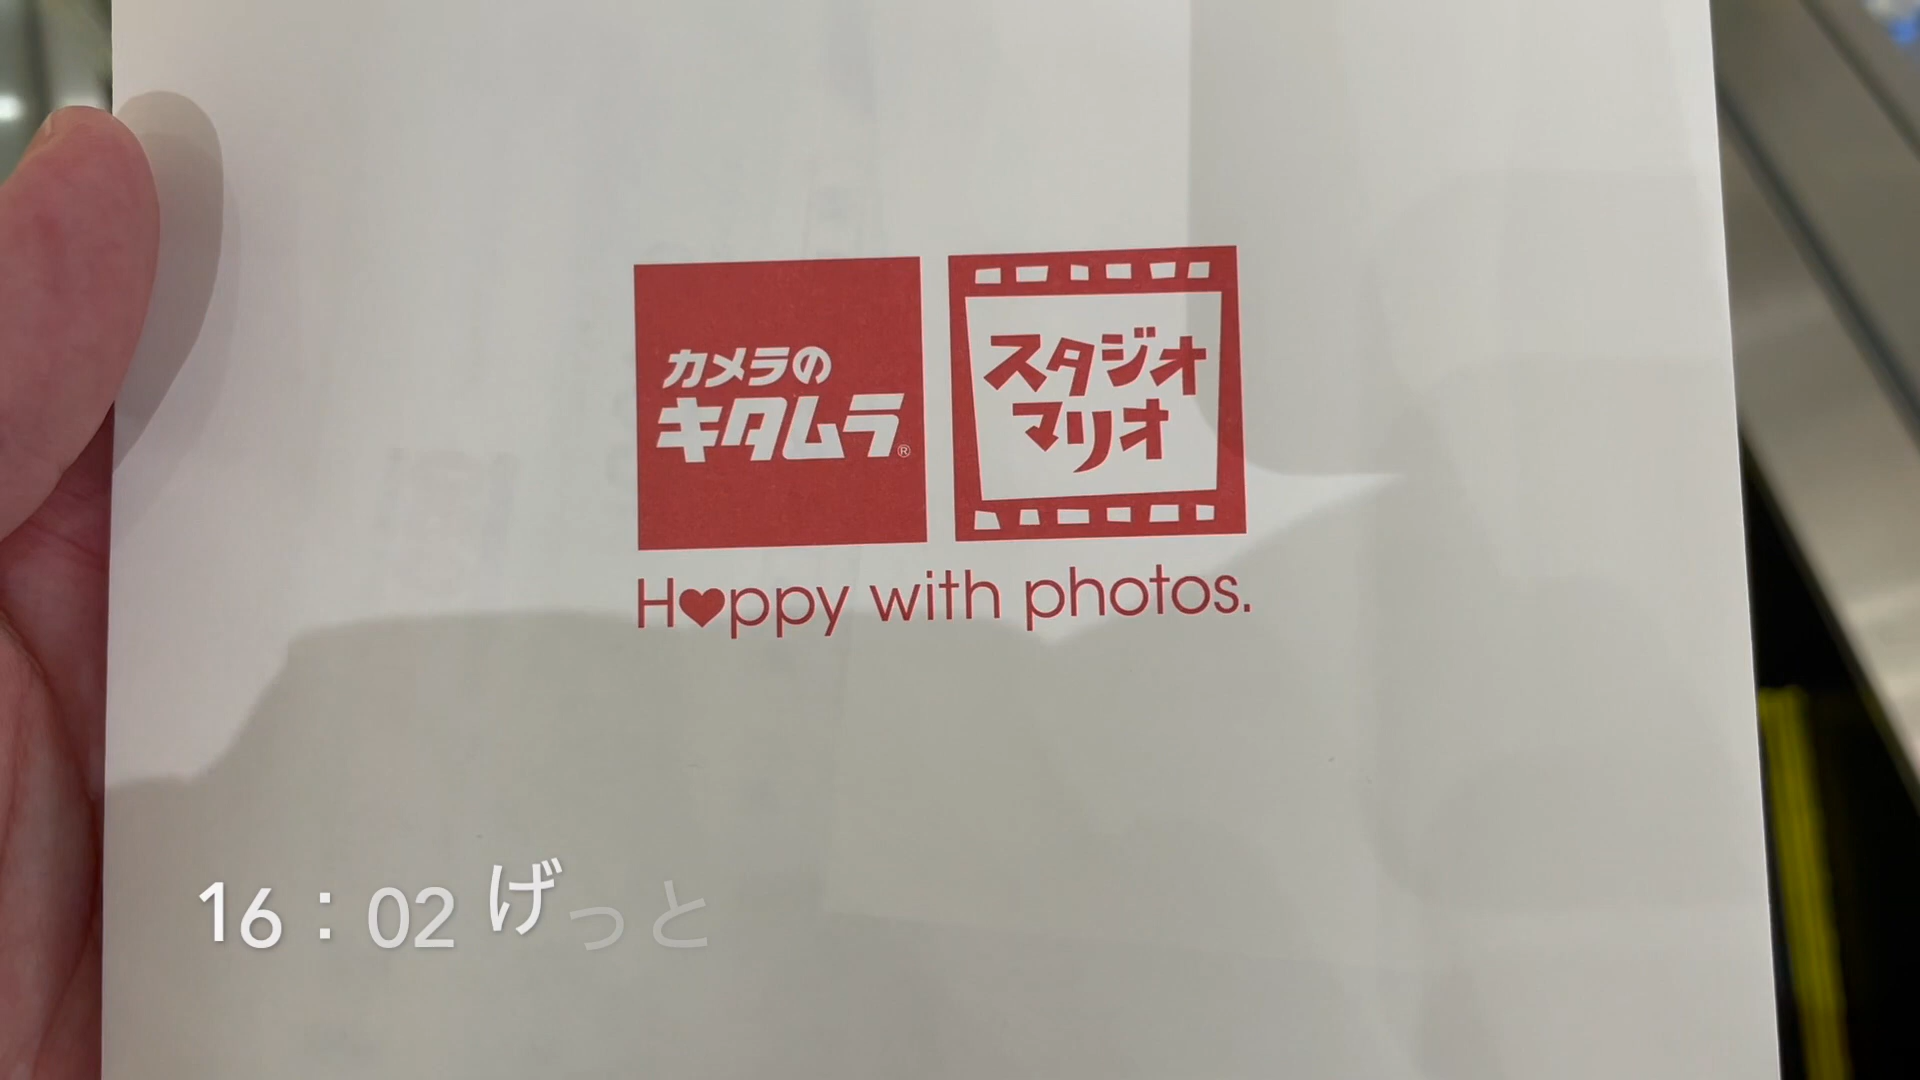 カメラの
キタムラ®
スタジオ
マリオ
H♥ppy with photos.
16：02 げっと